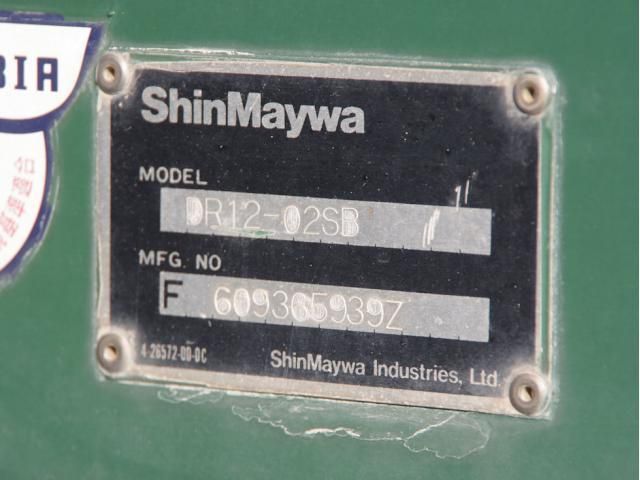 BIA
ShinMaywa
MODEL
DR12-02SB
MFG. NO
F 609365939Z
4-26572-00-0C
ShinMaywa Industries, Ltd.